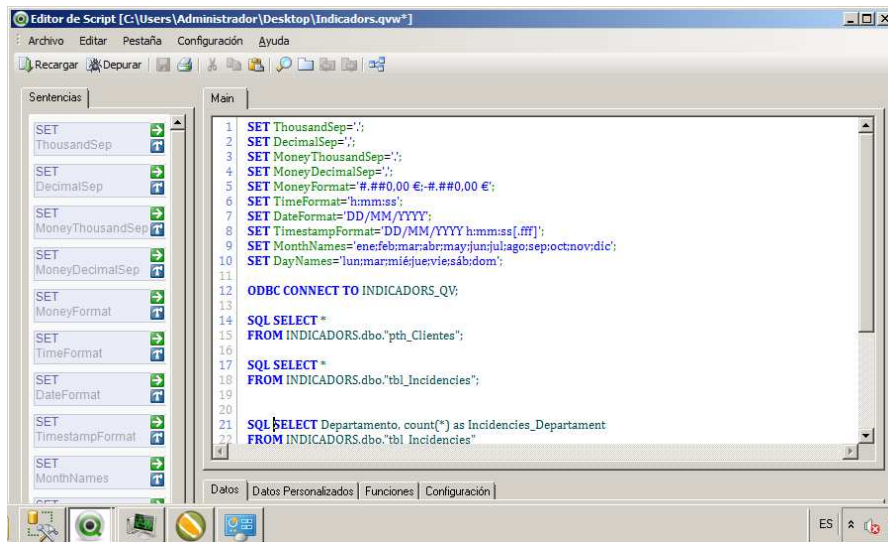 Editor de Script [C:\Users\Administrador\Desktop\Indicadors.qvw*]
Archivo Editar Pestaña Configuración Ayuda
Recargar Depurar
Sentencias
Main
SET
ThousandSep
SET
DecimalSep
SET
MoneyThousandSep
SET
MoneyDecimalSep
SET
MoneyFormat
SET
TimeFormat
SET
DateFormat
SET
TimestampFormat
SET
MonthNames
1 SET ThousandSep='.';
2 SET DecimalSep=',';
3 SET MoneyThousandSep='.';
4 SET MoneyDecimalSep=',';
5 SET MoneyFormat='#.##0,00 €;-#.##0,00 €';
6 SET TimeFormat='h:mm:ss';
7 SET DateFormat='DD/MM/YYYY';
8 SET TimestampFormat='DD/MM/YYYY h:mm:ss[.fff]';
9 SET MonthNames='ene;feb;mar;abr;may;jun;jul;ago;sep;oct;nov;dic';
10 SET DayNames='lun;mar;mié;jue;vie;sáb;dom';
11
12 ODBC CONNECT TO INDICADORS_QV;
13
14 SQL SELECT *
15 FROM INDICADORS.dbo."pth_Clientes";
16
17 SQL SELECT *
18 FROM INDICADORS.dbo."tbl_Incidencies";
19
20
21 SQL SELECT Departamento, count(*) as Incidencies_Departament
22 FROM INDICADORS.dbo."tbl_Incidencies"
Datos Datos Personalizados Funciones Configuración
ES